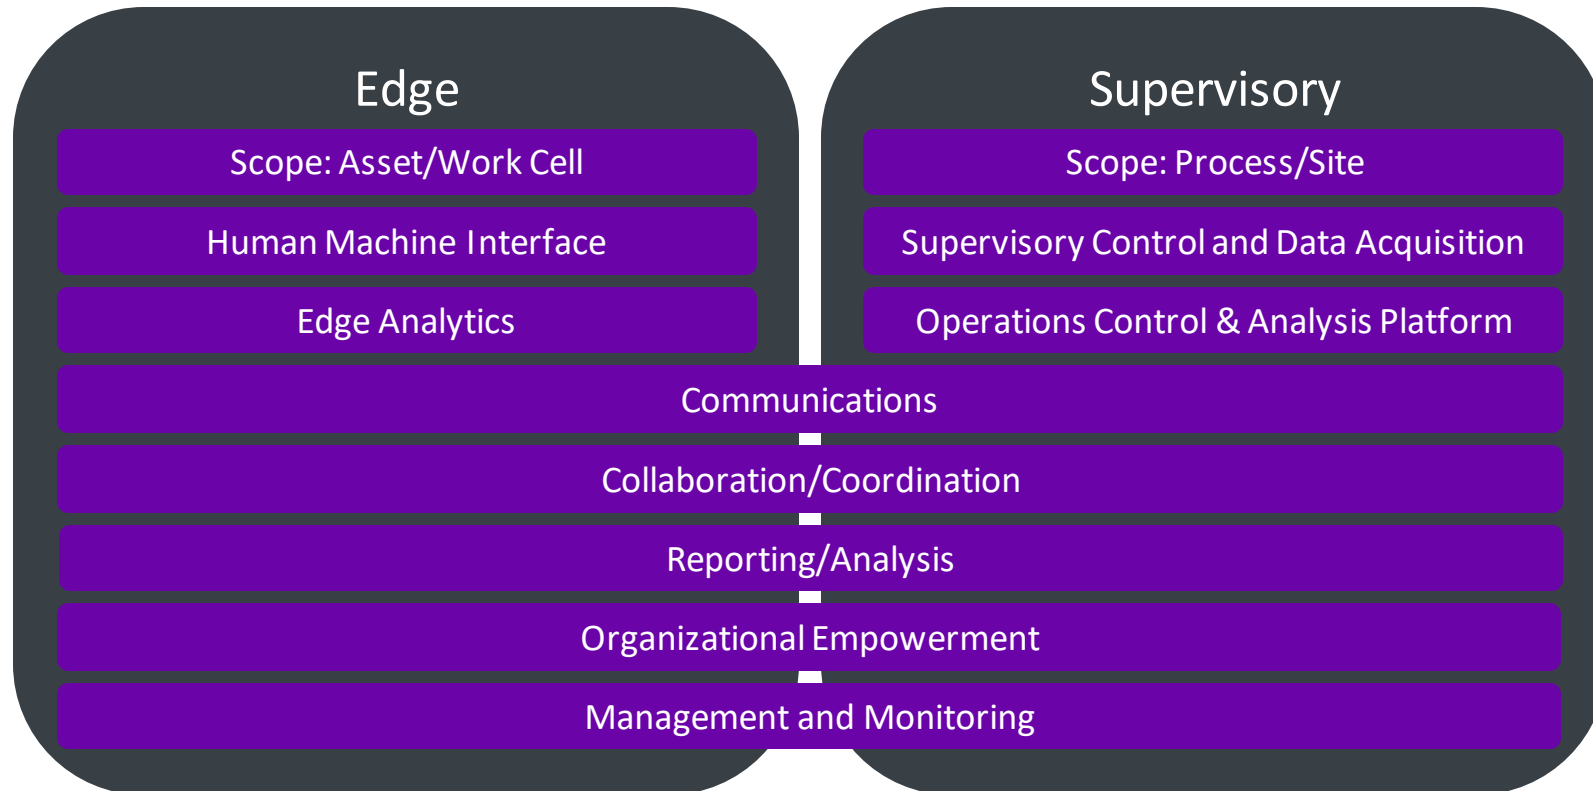 Edge
Scope: Asset/Work Cell
Human Machine Interface
Edge Analytics
Supervisory
Scope: Process/Site
Supervisory Control and Data Acquisition
Operations Control & Analysis Platform
Communications
Collaboration/Coordination
Reporting/Analysis
Organizational Empowerment
Management and Monitoring